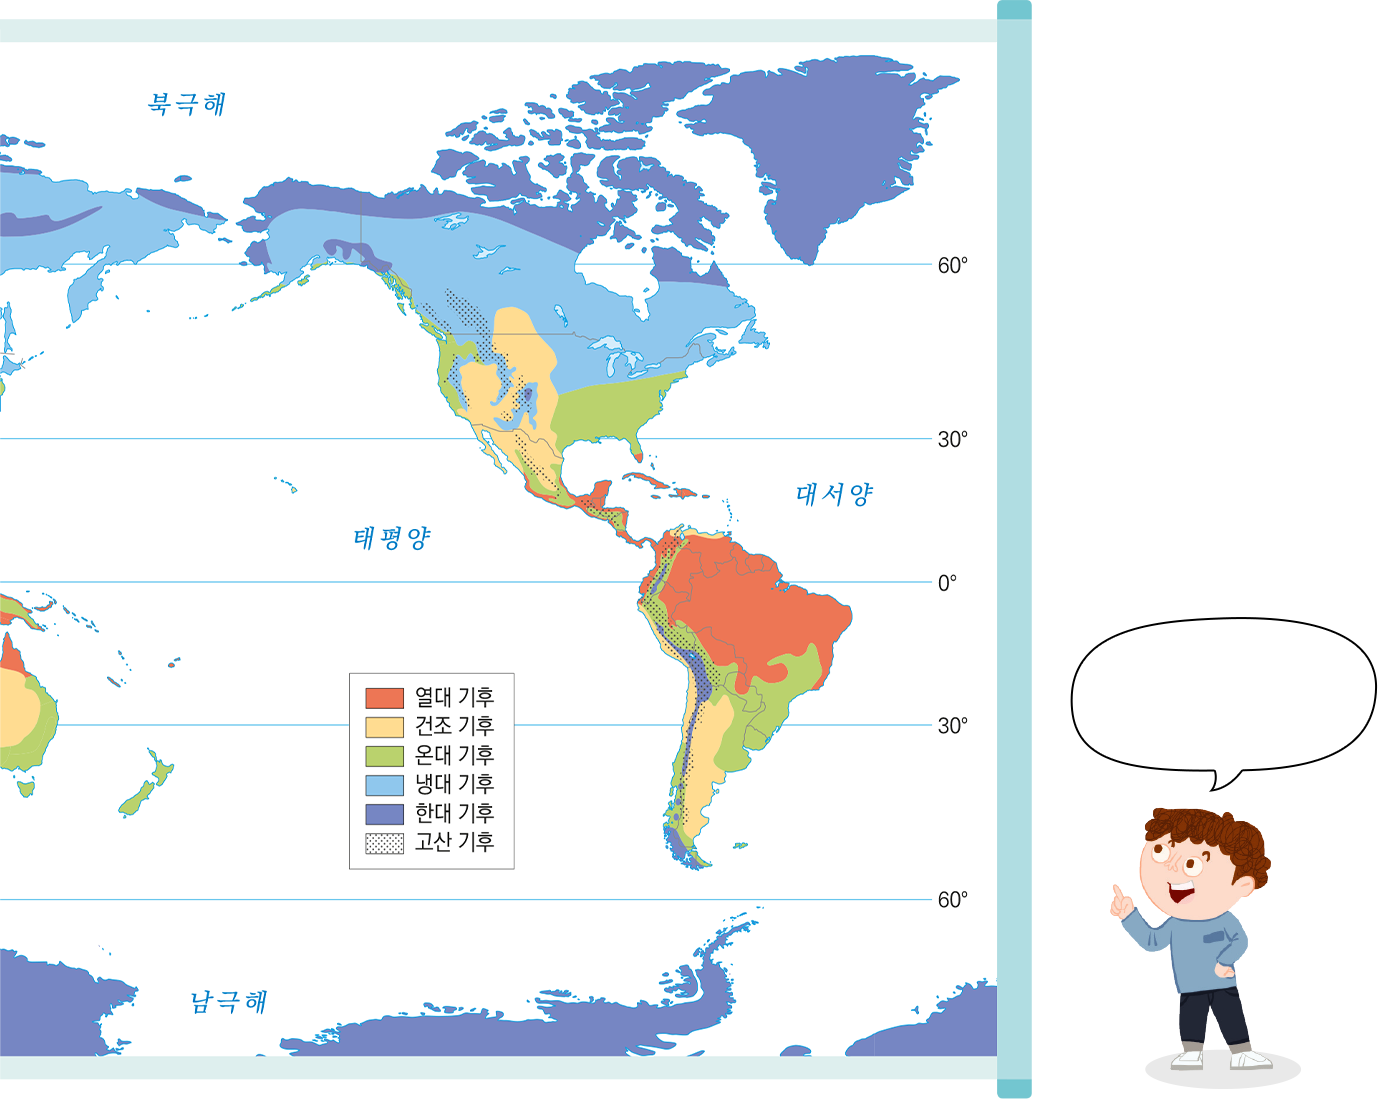 북극해
60°
30°
대서양
태평양
0°
열대 기후
건조 기후
30°
온대 기후
냉대 기후
한대 기후
고산 기후
60°
남극해